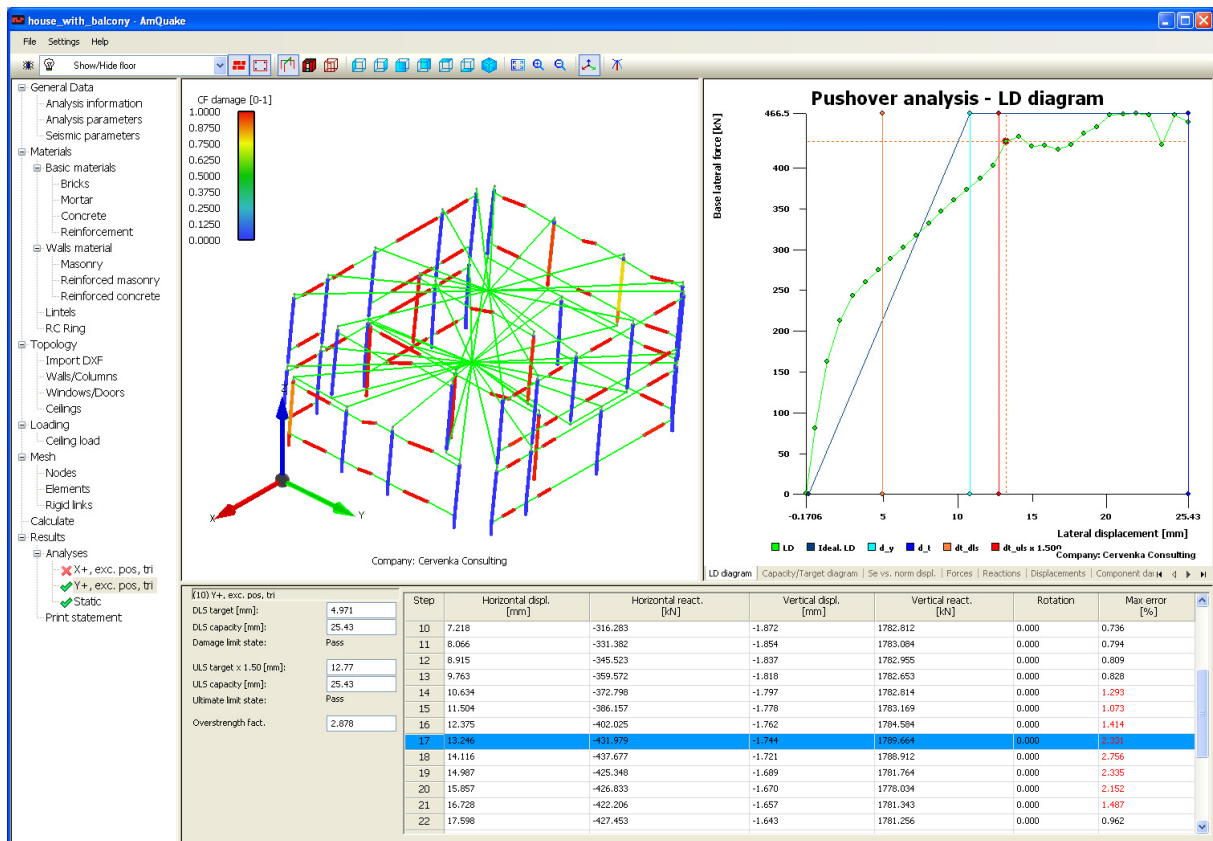 house_with_balcony - AmQuake
File Settings Help
Show/Hide floor
General Data
Analysis information
Analysis parameters
Seismic parameters
Materials
Basic materials
Bricks
Mortar
Concrete
Reinforcement
Walls material
Masonry
Reinforced masonry
Reinforced concrete
Lintels
RC Ring
Topology
Import DXF
Walls/Columns
Windows/Doors
Ceilings
Loading
Ceiling load
Mesh
Nodes
Elements
Rigid links
Calculate
Results
Analyses
X+, exc. pos, tri
Y+, exc. pos, tri
Static
Print statement
CF damage [0-1]
1.0000
0.8750
0.7500
0.6250
0.5000
0.3750
0.2500
0.1250
0.0000
Z
X
Y
Company: Cervenka Consulting
Pushover analysis - LD diagram
Base lateral force [kN]
466.5
400
350
300
250
200
150
100
50
0
-0.1706 5 10 15 20 25.43
Lateral displacement [mm]
LD Ideal. LD d_y d_t dt_dls dt_uls x 1.500
Company: Cervenka Consulting
LD diagram Capacity/Target diagram Se vs. norm displ. Forces Reactions Displacements
(10) Y+, exc. pos, tri
DLS target [mm]: 4.971
DLS capacity [mm]: 25.43
Damage limit state: Pass
ULS target x 1.50 [mm]: 12.77
ULS capacity [mm]: 25.43
Ultimate limit state: Pass
Overstrength fact. 2.878
Step Horizontal displ. [mm] Horizontal react. [kN] Vertical displ. [mm] Vertical react. [kN] Rotation Max error [%]
10 7.218 -316.283 -1.872 1782.812 0.000 0.736
11 8.066 -331.382 -1.854 1783.084 0.000 0.794
12 8.915 -345.523 -1.837 1782.955 0.000 0.809
13 9.763 -359.572 -1.818 1782.653 0.000 0.828
14 10.634 -372.798 -1.797 1782.814 0.000 1.293
15 11.504 -386.157 -1.778 1783.169 0.000 1.073
16 12.375 -402.025 -1.762 1784.584 0.000 1.414
17 13.246 -431.979 -1.744 1789.664 0.000
18 14.116 -437.677 -1.721 1788.912 0.000 2.756
19 14.987 -425.348 -1.689 1781.764 0.000 2.335
20 15.857 -426.833 -1.670 1778.034 0.000 2.152
21 16.728 -422.206 -1.657 1781.343 0.000 1.487
22 17.598 -427.453 -1.643 1781.256 0.000 0.962